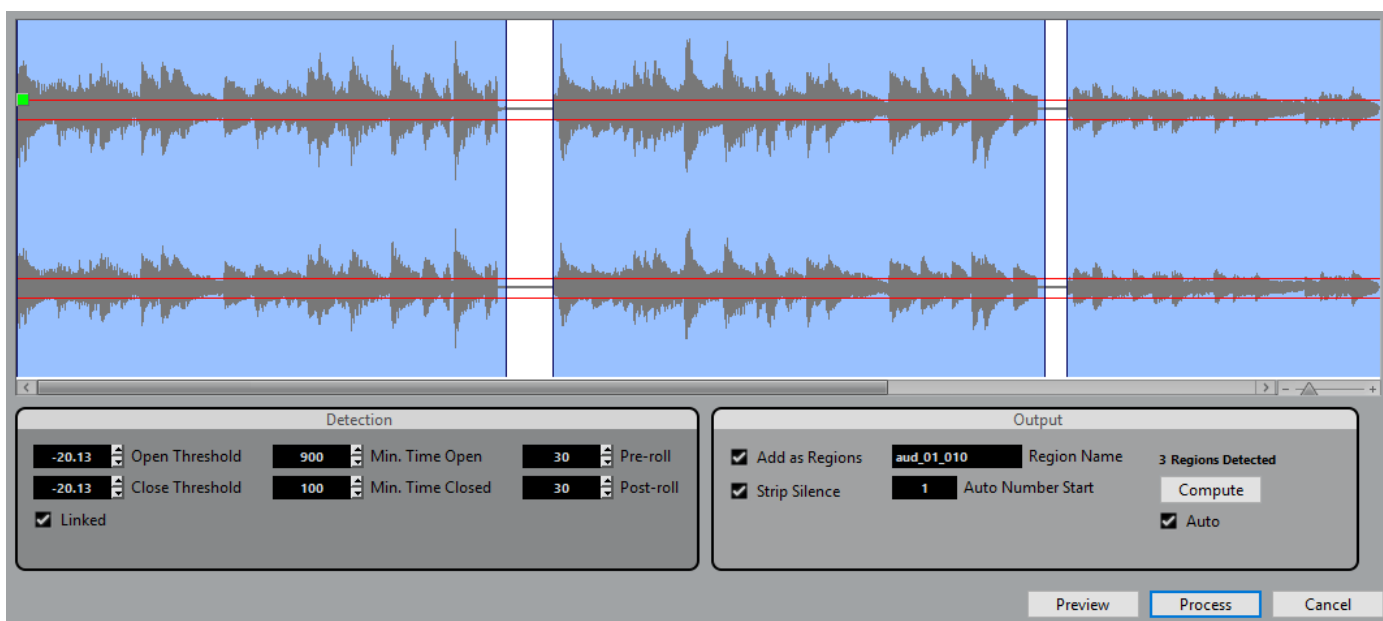 Detection
-20.13 Open Threshold 900 Min. Time Open 30 Pre-roll
-20.13 Close Threshold 100 Min. Time Closed 30 Post-roll
Linked
Output
Add as Regions aud_01_010 Region Name 3 Regions Detected
Strip Silence 1 Auto Number Start Compute
Auto
Preview Process Cancel